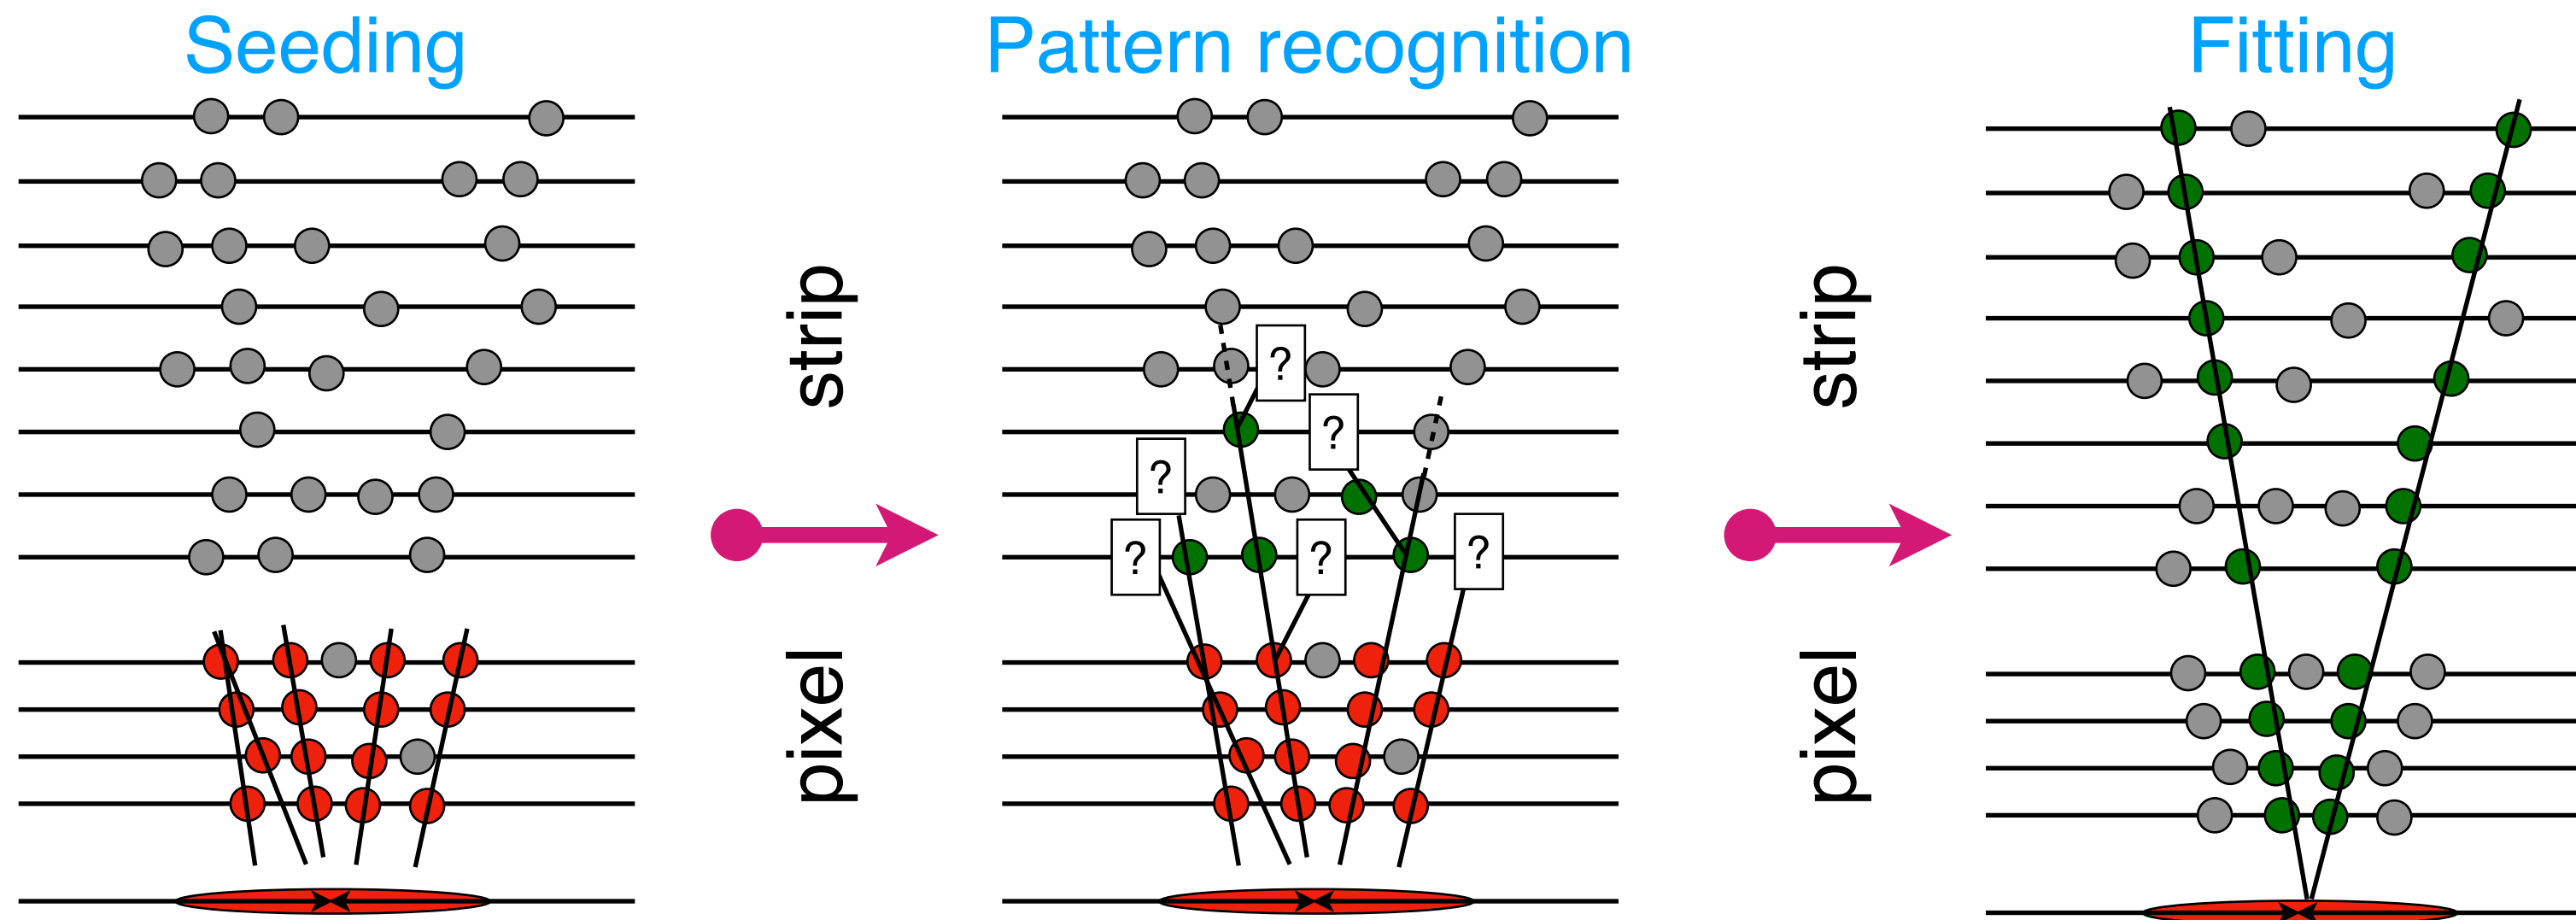 Seeding
Pattern recognition
Fitting
strip
pixel
?
?
?
?
?
?
strip
pixel